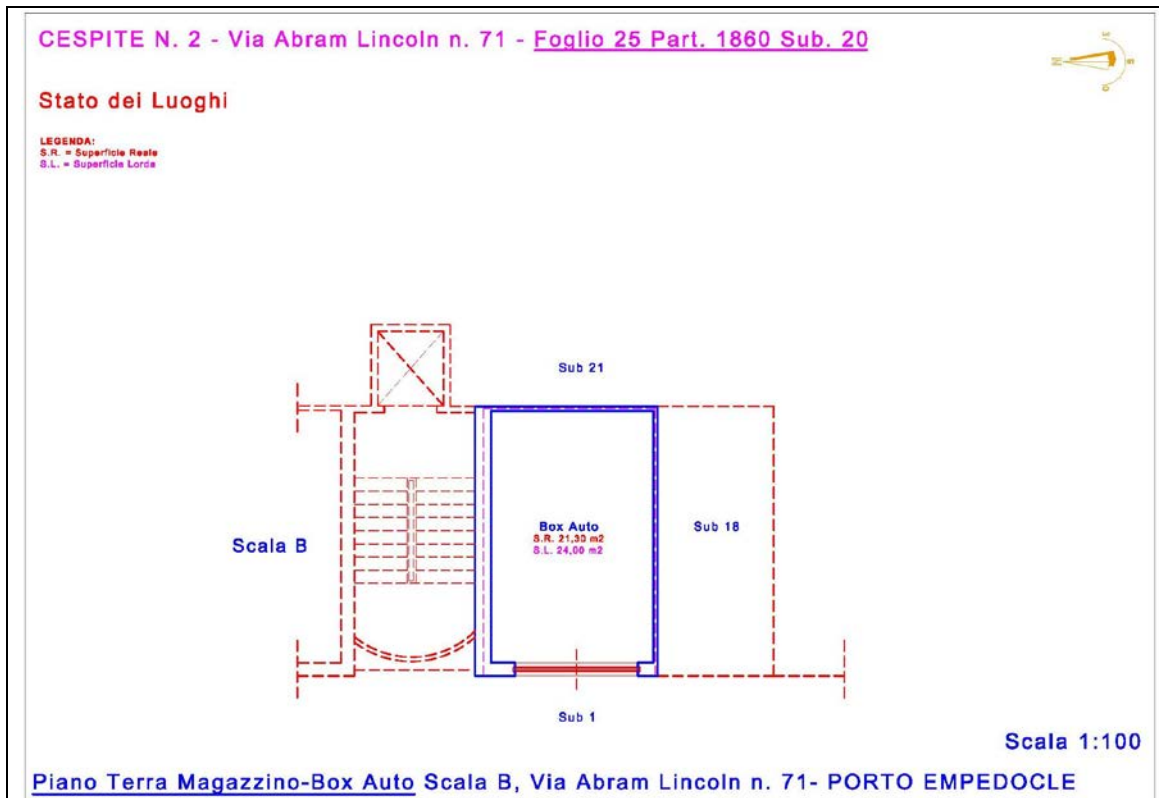 CESPITE N. 2 - Via Abram Lincoln n. 71 - Foglio 25 Part. 1860 Sub. 20
Stato dei Luoghi
LEGENDA:
S.R. = Superficie Reale
S.L. = Superficie Lorda
Sub 21
Box Auto
S.R. 21,30 m2
S.L. 24,00 m2
Sub 18
Scala B
Sub 1
Scala 1:100
Piano Terra Magazzino-Box Auto Scala B, Via Abram Lincoln n. 71- PORTO EMPEDOCLE